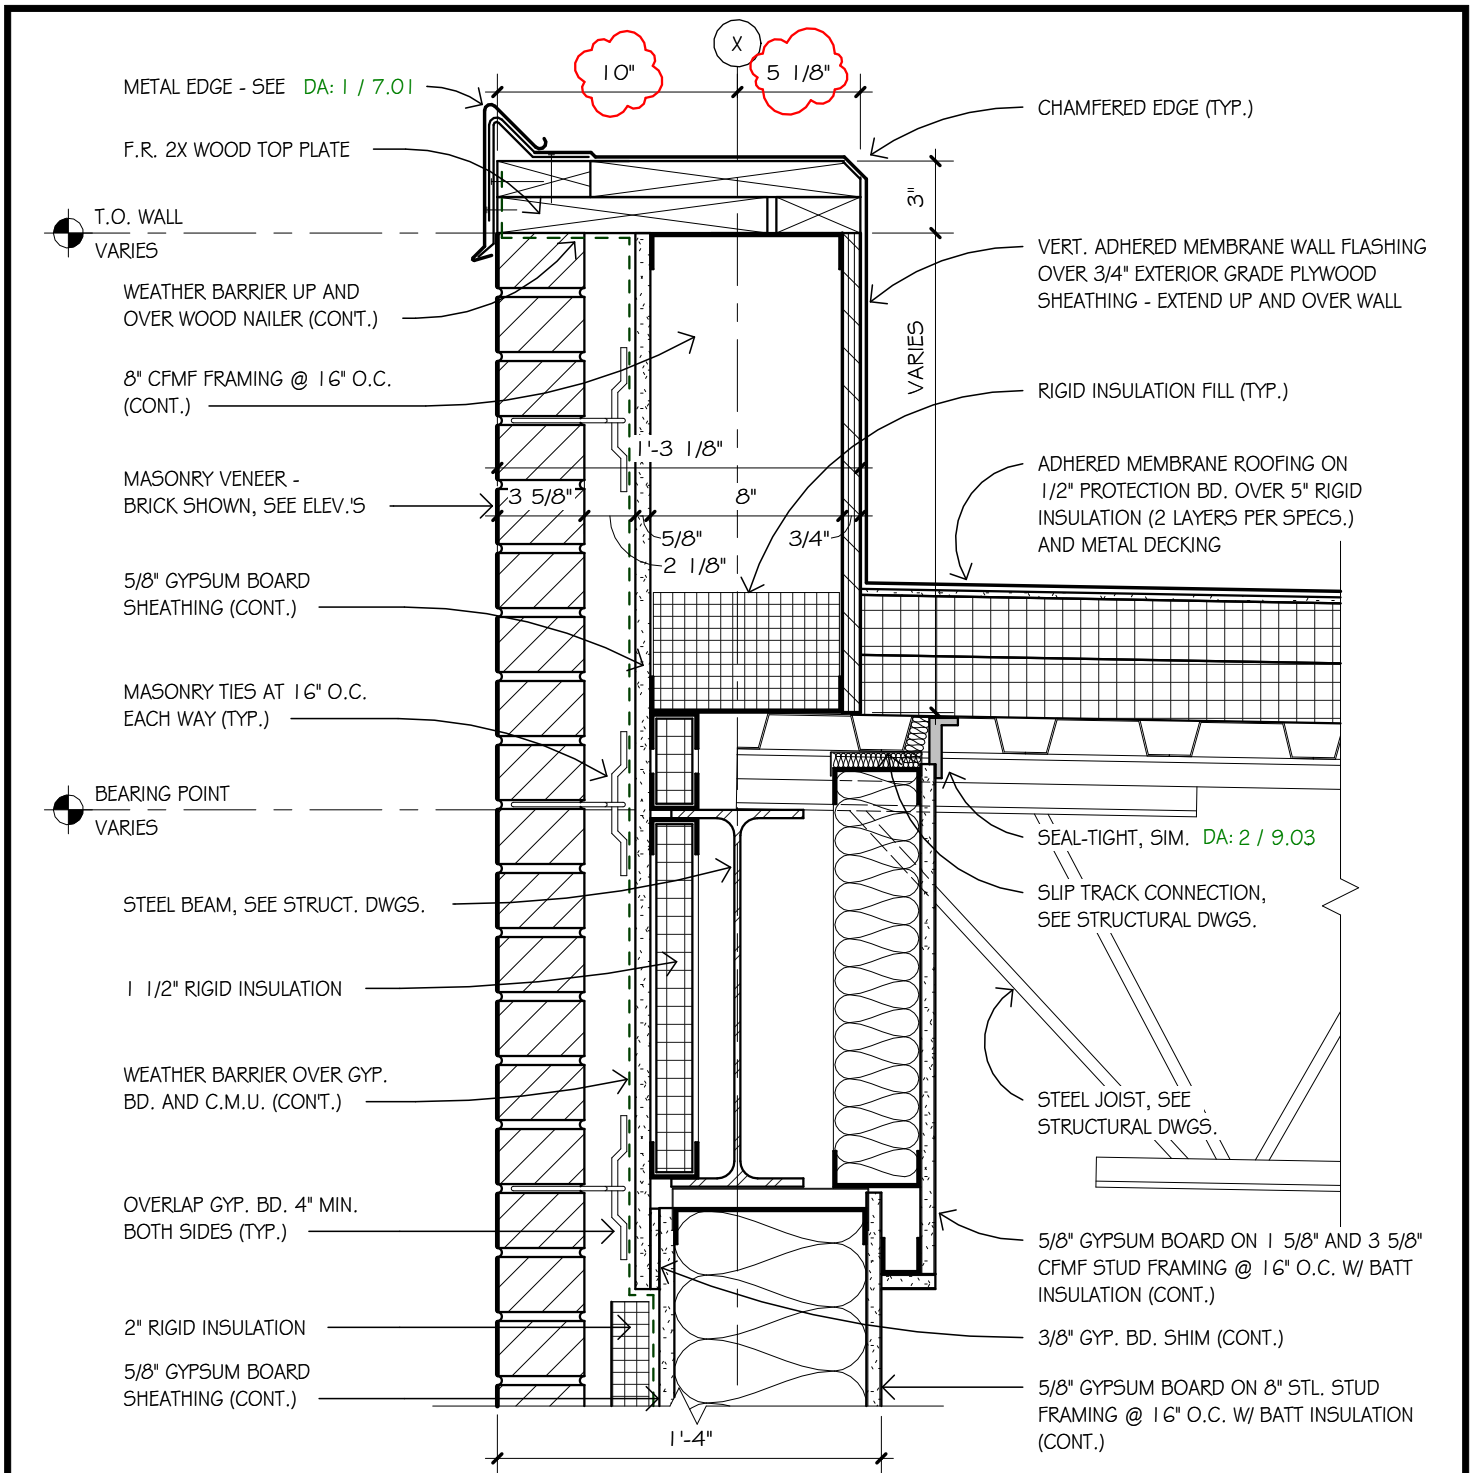 X
10"
5 1/8"
METAL EDGE - SEE DA: 1 / 7.01
CHAMFERED EDGE (TYP.)
F.R. 2X WOOD TOP PLATE
3"
T.O. WALL
VARIES
VERT. ADHERED MEMBRANE WALL FLASHING
OVER 3/4" EXTERIOR GRADE PLYWOOD
SHEATHING - EXTEND UP AND OVER WALL
WEATHER BARRIER UP AND
OVER WOOD NAILER (CON'T.)
VARIES
8" CFMF FRAMING @ 16" O.C.
(CONT.)
RIGID INSULATION FILL (TYP.)
1'-3 1/8"
MASONRY VENEER -
BRICK SHOWN, SEE ELEV.'S
3 5/8"
8"
5/8"
3/4"
2 1/8"
ADHERED MEMBRANE ROOFING ON
1/2" PROTECTION BD. OVER 5" RIGID
INSULATION (2 LAYERS PER SPECS.)
AND METAL DECKING
5/8" GYPSUM BOARD
SHEATHING (CONT.)
MASONRY TIES AT 16" O.C.
EACH WAY (TYP.)
BEARING POINT
VARIES
SEAL-TIGHT, SIM. DA: 2 / 9.03
STEEL BEAM, SEE STRUCT. DWGS.
SLIP TRACK CONNECTION,
SEE STRUCTURAL DWGS.
1 1/2" RIGID INSULATION
WEATHER BARRIER OVER GYP.
BD. AND C.M.U. (CON'T.)
STEEL JOIST, SEE
STRUCTURAL DWGS.
OVERLAP GYP. BD. 4" MIN.
BOTH SIDES (TYP.)
5/8" GYPSUM BOARD ON 1 5/8" AND 3 5/8"
CFMF STUD FRAMING @ 16" O.C. W/ BATT
INSULATION (CONT.)
2" RIGID INSULATION
3/8" GYP. BD. SHIM (CONT.)
5/8" GYPSUM BOARD
SHEATHING (CONT.)
5/8" GYPSUM BOARD ON 8" STL. STUD
FRAMING @ 16" O.C. W/ BATT INSULATION
(CONT.)
1'-4"